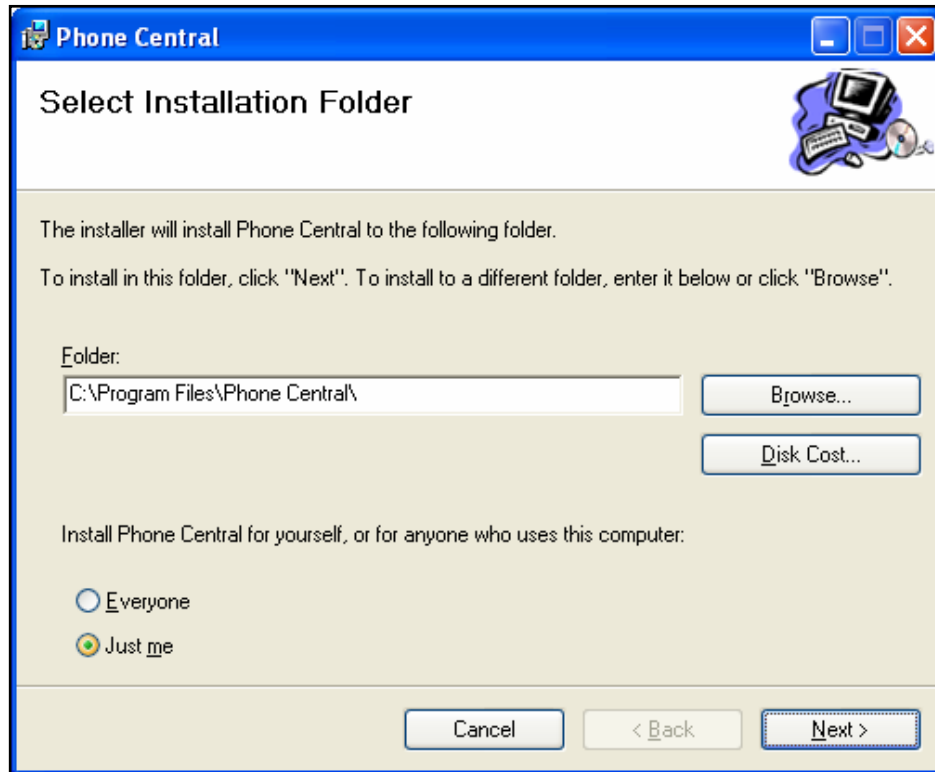 Phone Central
Select Installation Folder
The installer will install Phone Central to the following folder.
To install in this folder, click "Next". To install to a different folder, enter it below or click "Browse".
Folder:
C:\Program Files\Phone Central\
Browse...
Disk Cost...
Install Phone Central for yourself, or for anyone who uses this computer:
Everyone
Just me
Cancel
< Back
Next >